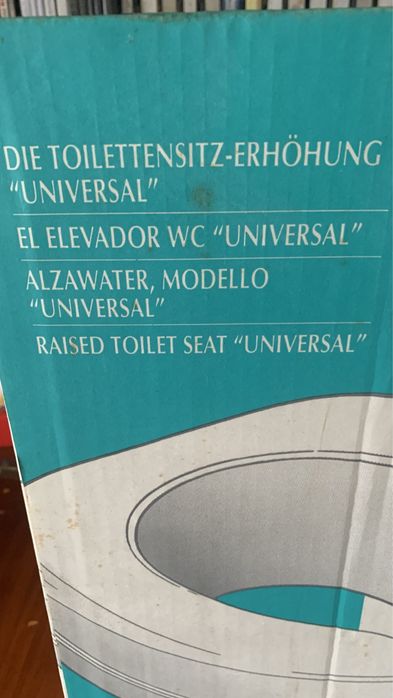 DIE TOILETTENSITZ-ERHÖHUNG
“UNIVERSAL”
EL ELEVADOR WC “UNIVERSAL”
ALZAWATER, MODELLO
“UNIVERSAL”
RAISED TOILET SEAT “UNIVERSAL”